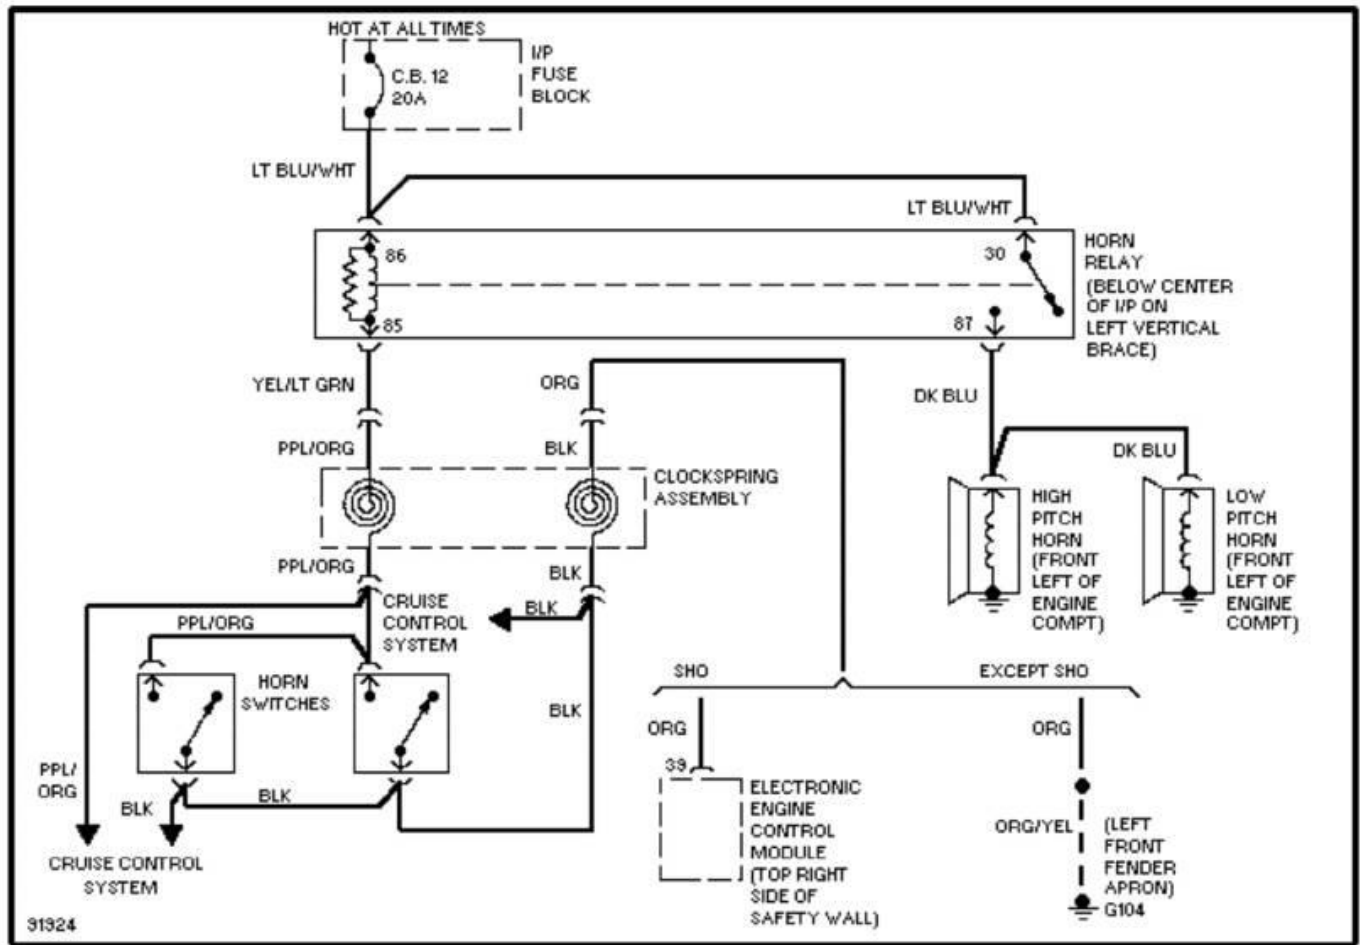 HOT AT ALL TIMES
C.B. 12
20A
I/P
FUSE
BLOCK
LT BLU/WHT
LT BLU/WHT
86
30
HORN
RELAY
(BELOW CENTER
OF I/P ON
LEFT VERTICAL
BRACE)
85
87
YEL/LT GRN
ORG
DK BLU
PPL/ORG
BLK
DK BLU
CLOCKSPRING
ASSEMBLY
HIGH
PITCH
HORN
(FRONT
LEFT OF
ENGINE
COMPT)
LOW
PITCH
HORN
(FRONT
LEFT OF
ENGINE
COMPT)
PPL/ORG
BLK
CRUISE
CONTROL
SYSTEM
BLK
PPL/ORG
HORN
SWITCHES
BLK
SHO
EXCEPT SHO
ORG
ORG
PPL/
ORG
BLK
BLK
39
ELECTRONIC
ENGINE
CONTROL
MODULE
(TOP RIGHT
SIDE OF
SAFETY WALL)
ORG/YEL
(LEFT
FRONT
FENDER
APRON)
G104
CRUISE CONTROL
SYSTEM
91924